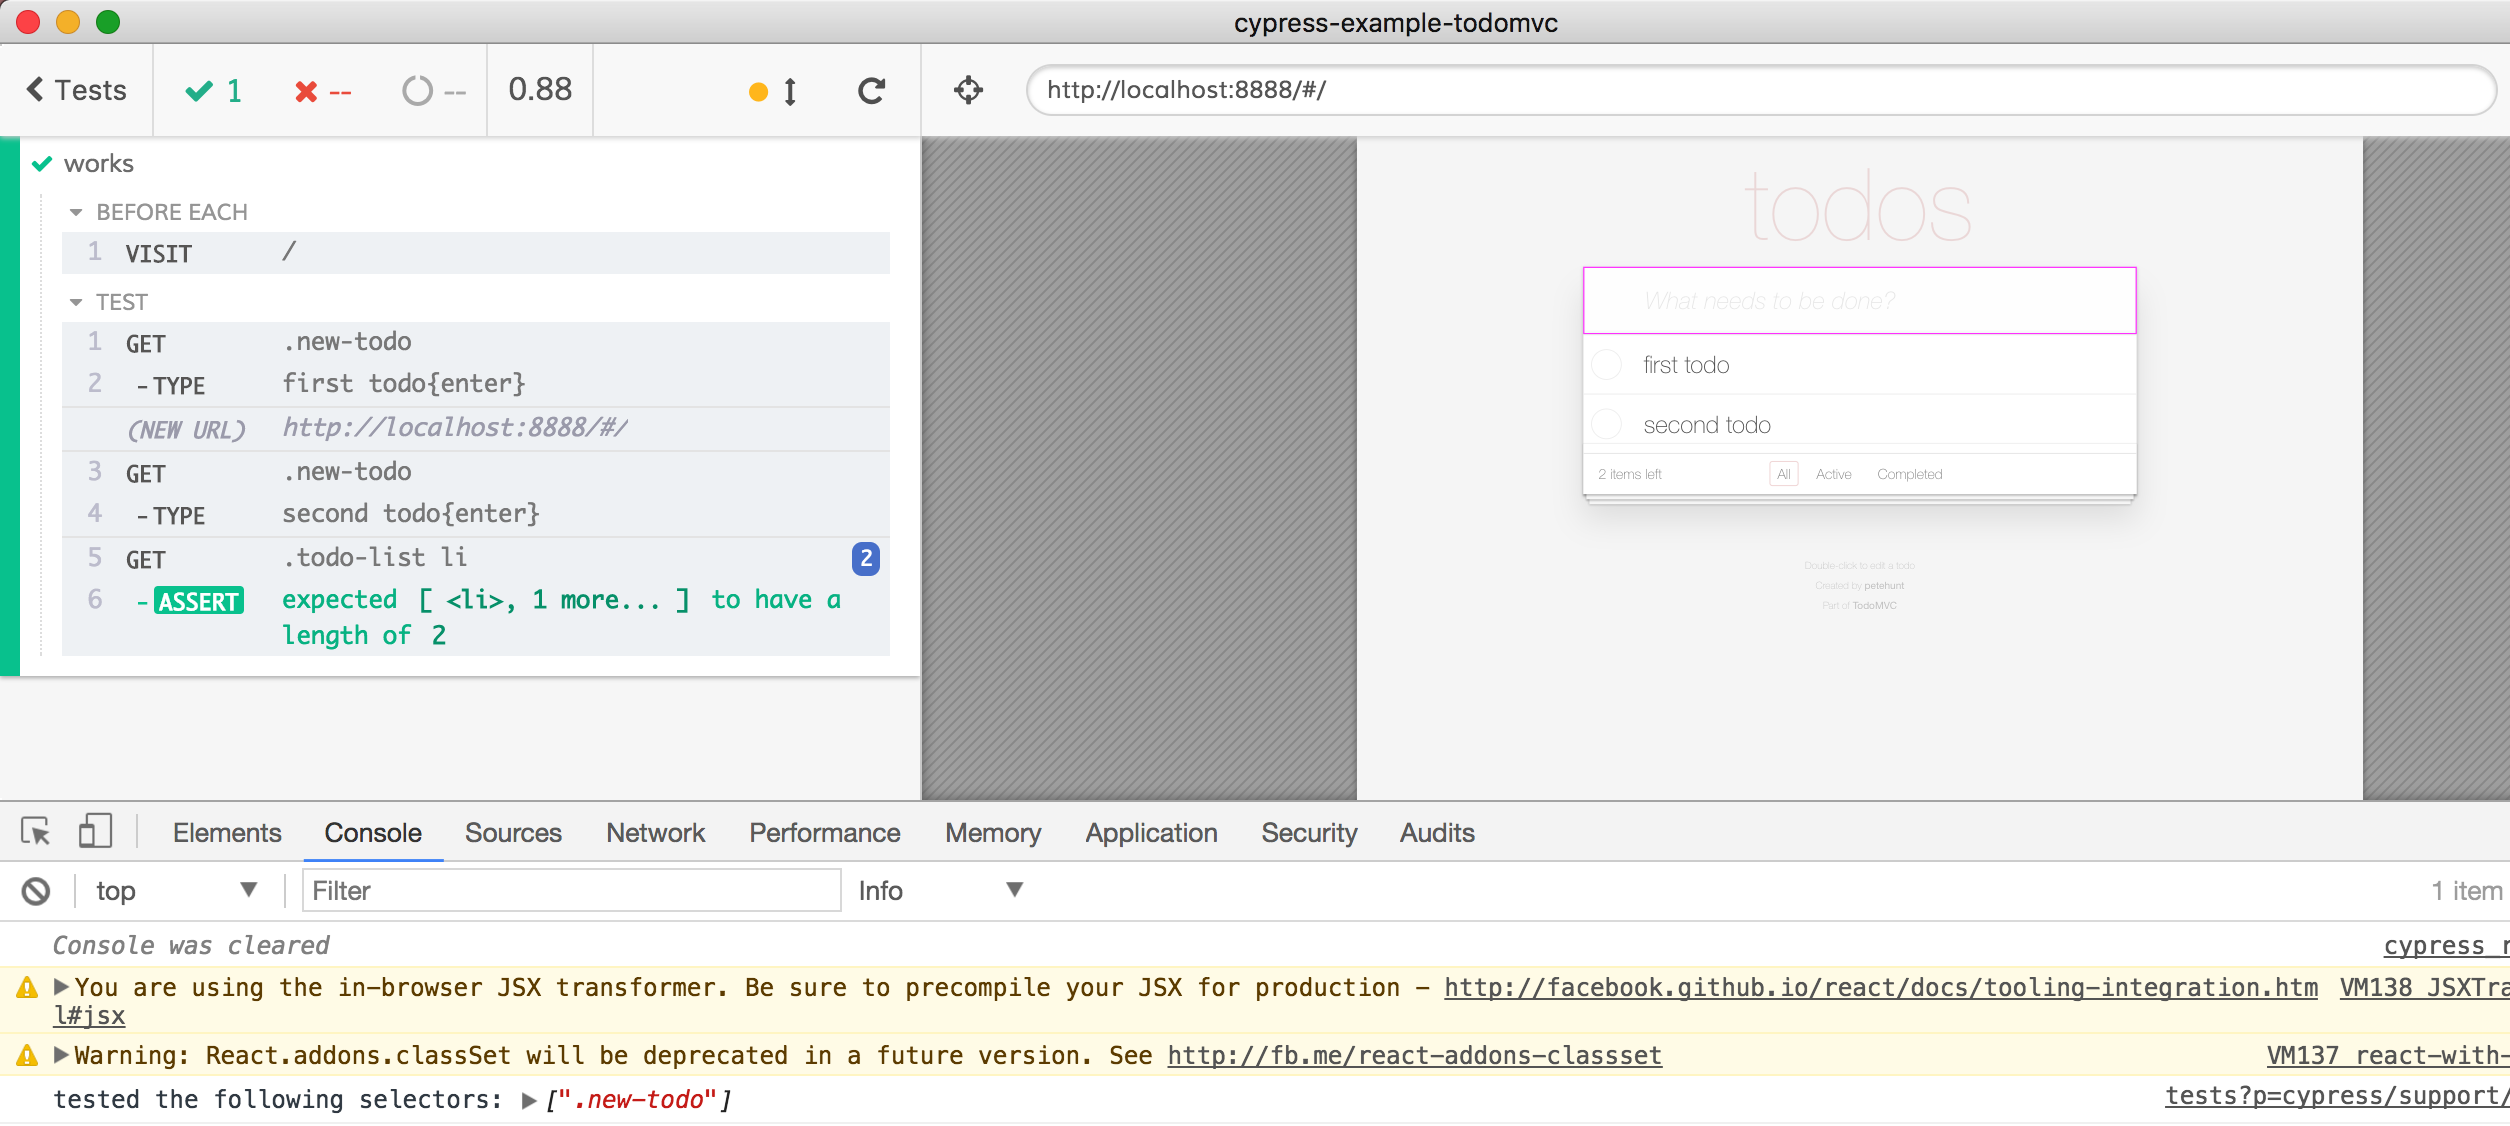 cypress-example-todomvc
Tests 1 -- -- 0.88 http://localhost:8888/#/
works
BEFORE EACH
1 VISIT /
TEST
1 GET .new-todo
2 -TYPE first todo{enter}
(NEW URL) http://localhost:8888/#/
3 GET .new-todo
4 -TYPE second todo{enter}
5 GET .todo-list li 2
6 -ASSERT expected [ <li>, 1 more... ] to have a
length of 2
todos
What needs to be done?
first todo
second todo
2 items left All Active Completed
Double-click to edit a todo
Created by petehunt
Part of TodoMVC
Elements Console Sources Network Performance Memory Application Security Audits
top Filter Info 1 item
Console was cleared cypress_r
You are using the in-browser JSX transformer. Be sure to precompile your JSX for production – http://facebook.github.io/react/docs/tooling-integration.htm VM138 JSXTra
l#jsx
Warning: React.addons.classSet will be deprecated in a future version. See http://fb.me/react-addons-classset VM137 react-with-
tested the following selectors: [".new-todo"] tests?p=cypress/support/